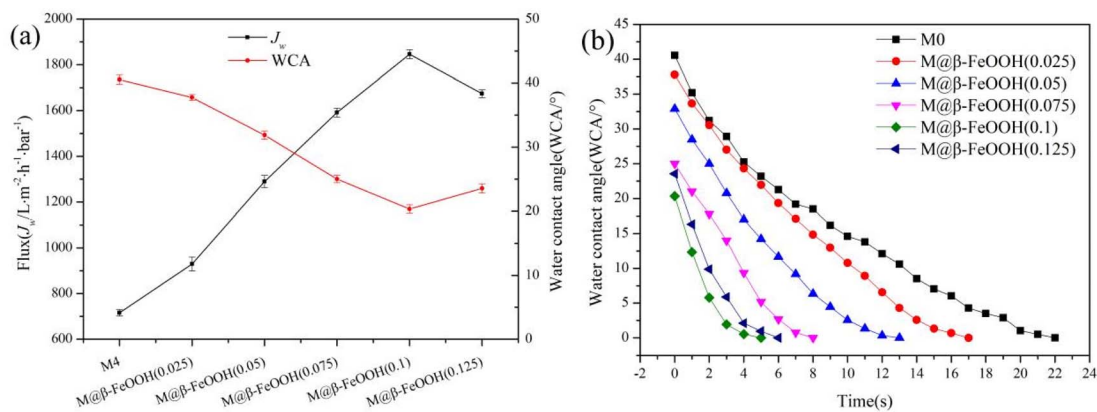 (a)
2000
1800
1600
1400
1200
1000
800
600
Flux(J_w/L·m⁻²·h⁻¹·bar⁻¹)
J_w
WCA
50
40
30
20
10
0
Water contact angle(WCA/°)
M4
M@β-FeOOH(0.025)
M@β-FeOOH(0.05)
M@β-FeOOH(0.075)
M@β-FeOOH(0.1)
M@β-FeOOH(0.125)
(b)
45
40
35
30
25
20
15
10
5
0
Water contact angle(WCA/°)
M0
M@β-FeOOH(0.025)
M@β-FeOOH(0.05)
M@β-FeOOH(0.075)
M@β-FeOOH(0.1)
M@β-FeOOH(0.125)
-2 0 2 4 6 8 10 12 14 16 18 20 22 24
Time(s)